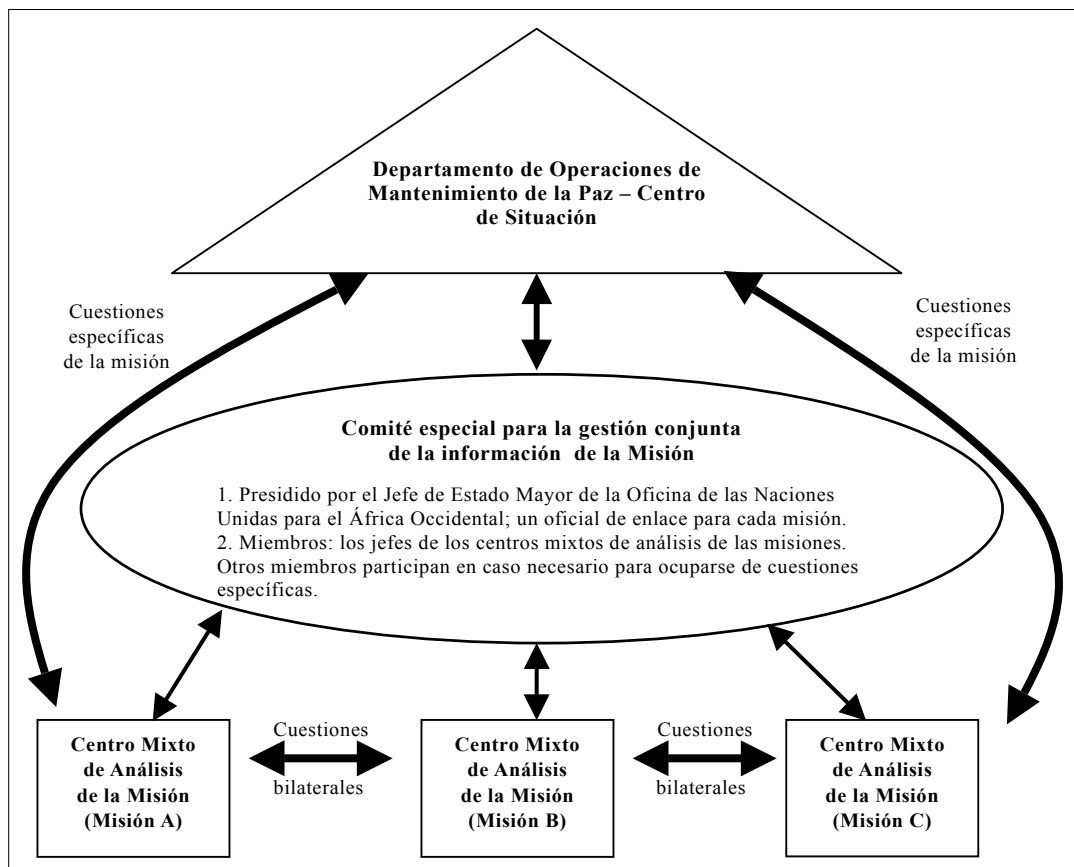 Departamento de Operaciones de
Mantenimiento de la Paz – Centro
de Situación
Cuestiones
específicas
de la misión
Cuestiones
específicas
de la misión
Comité especial para la gestión conjunta
de la información de la Misión
1. Presidido por el Jefe de Estado Mayor de la Oficina de las Naciones
Unidas para el África Occidental; un oficial de enlace para cada misión.
2. Miembros: los jefes de los centros mixtos de análisis de las misiones.
Otros miembros participan en caso necesario para ocuparse de cuestiones
específicas.
Centro Mixto
de Análisis
de la Misión
(Misión A)
Cuestiones
bilaterales
Centro Mixto
de Análisis
de la Misión
(Misión B)
Cuestiones
bilaterales
Centro Mixto
de Análisis
de la Misión
(Misión C)